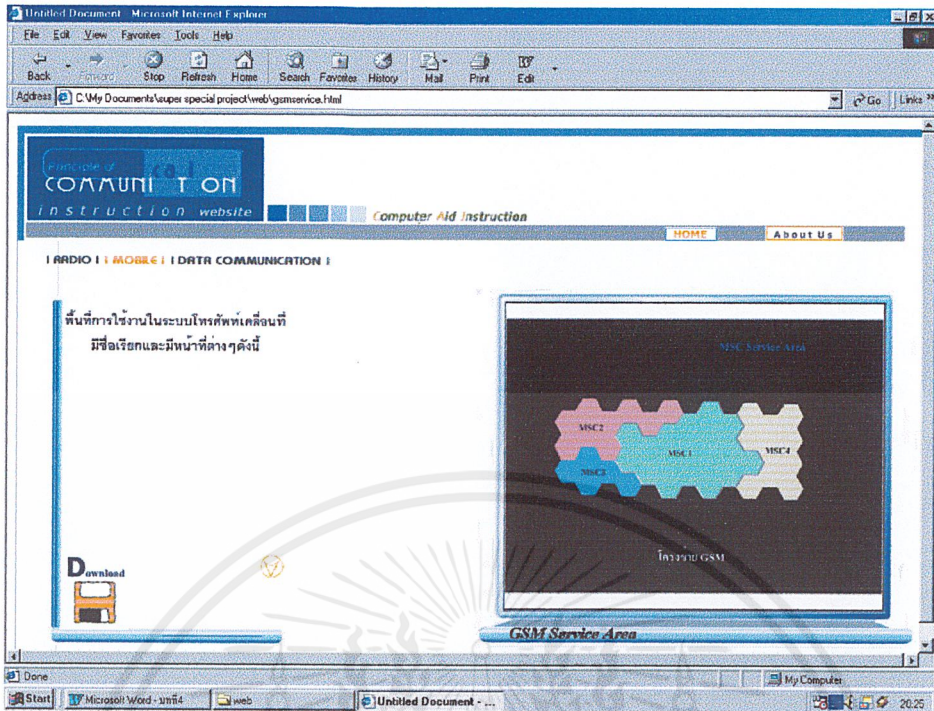 Untitled Document - Microsoft Internet Explorer
File Edit View Favorites Tools Help
Back Forward Stop Refresh Home Search Favorites History Mail Print Edit
Address C:\My Documents\super special project\web\gsmservice.html Go Links »
Principle of
ca i
COMMUNI T ON
instruction website
Computer Aid Instruction
HOME About Us
| RADIO | | MOBILE | | DATA COMMUNICATION |
พื้นที่การใช้งานในระบบโทรศัพท์เคลื่อนที่
มีชื่อเรียกและมีหน้าที่ต่างๆดังนี้
MSC Service Area
MSC2
MSC1
MSC4
MSC3
โครงข่าย GSM
Download
GSM Service Area
Done My Computer
Start Microsoft Word - บทที่4 web Untitled Document - ... 20:25